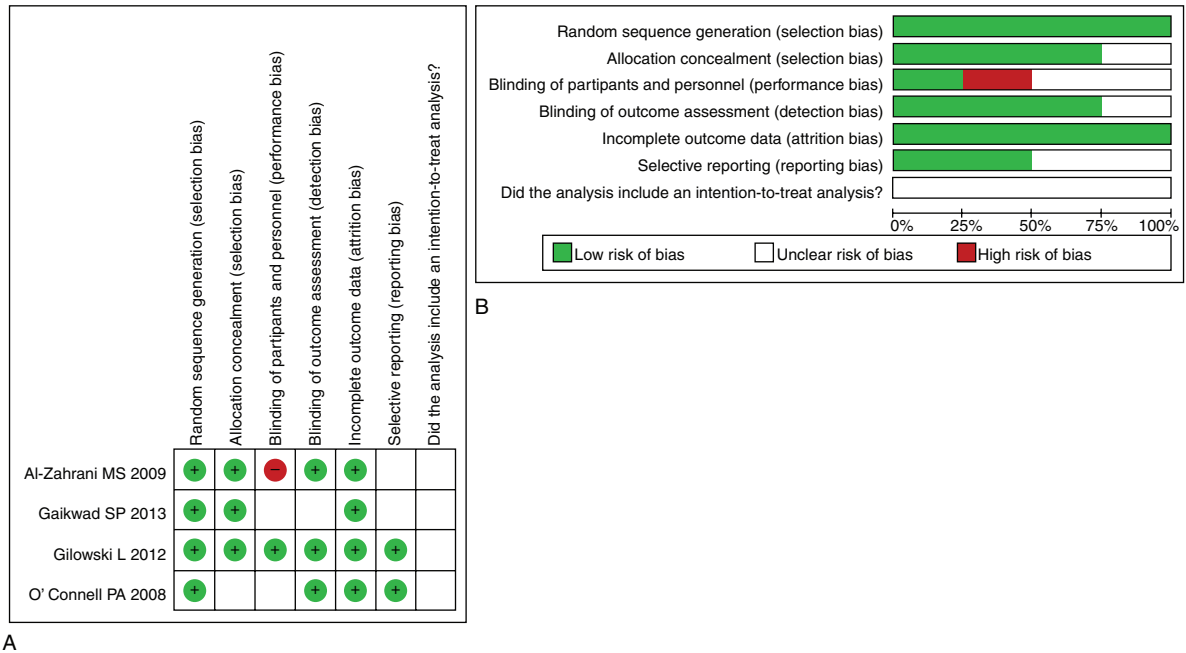 Random sequence generation (selection bias)
Allocation concealment (selection bias)
Blinding of partipants and personnel (performance bias)
Blinding of outcome assessment (detection bias)
Incomplete outcome data (attrition bias)
Selective reporting (reporting bias)
Did the analysis include an intention-to-treat analysis?
Al-Zahrani MS 2009 + + − + +
Gaikwad SP 2013 + + +
Gilowski L 2012 + + + + + +
O' Connell PA 2008 + + + +
A
Random sequence generation (selection bias)
Allocation concealment (selection bias)
Blinding of partipants and personnel (performance bias)
Blinding of outcome assessment (detection bias)
Incomplete outcome data (attrition bias)
Selective reporting (reporting bias)
Did the analysis include an intention-to-treat analysis?
0% 25% 50% 75% 100%
Low risk of bias Unclear risk of bias High risk of bias
B